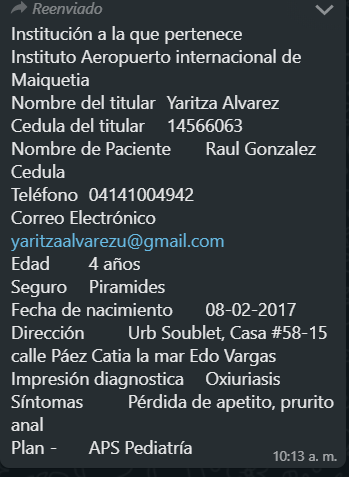 Reenviado
Institución a la que pertenece
Instituto Aeropuerto internacional de
Maiquetia
Nombre del titular Yaritza Alvarez
Cedula del titular 14566063
Nombre de Paciente Raul Gonzalez
Cedula
Teléfono 04141004942
Correo Electrónico
yaritzaalvarezu@gmail.com
Edad 4 años
Seguro Piramides
Fecha de nacimiento 08-02-2017
Dirección Urb Soublet, Casa #58-15
calle Páez Catia la mar Edo Vargas
Impresión diagnostica Oxiuriasis
Síntomas Pérdida de apetito, prurito
anal
Plan - APS Pediatría
10:13 a. m.